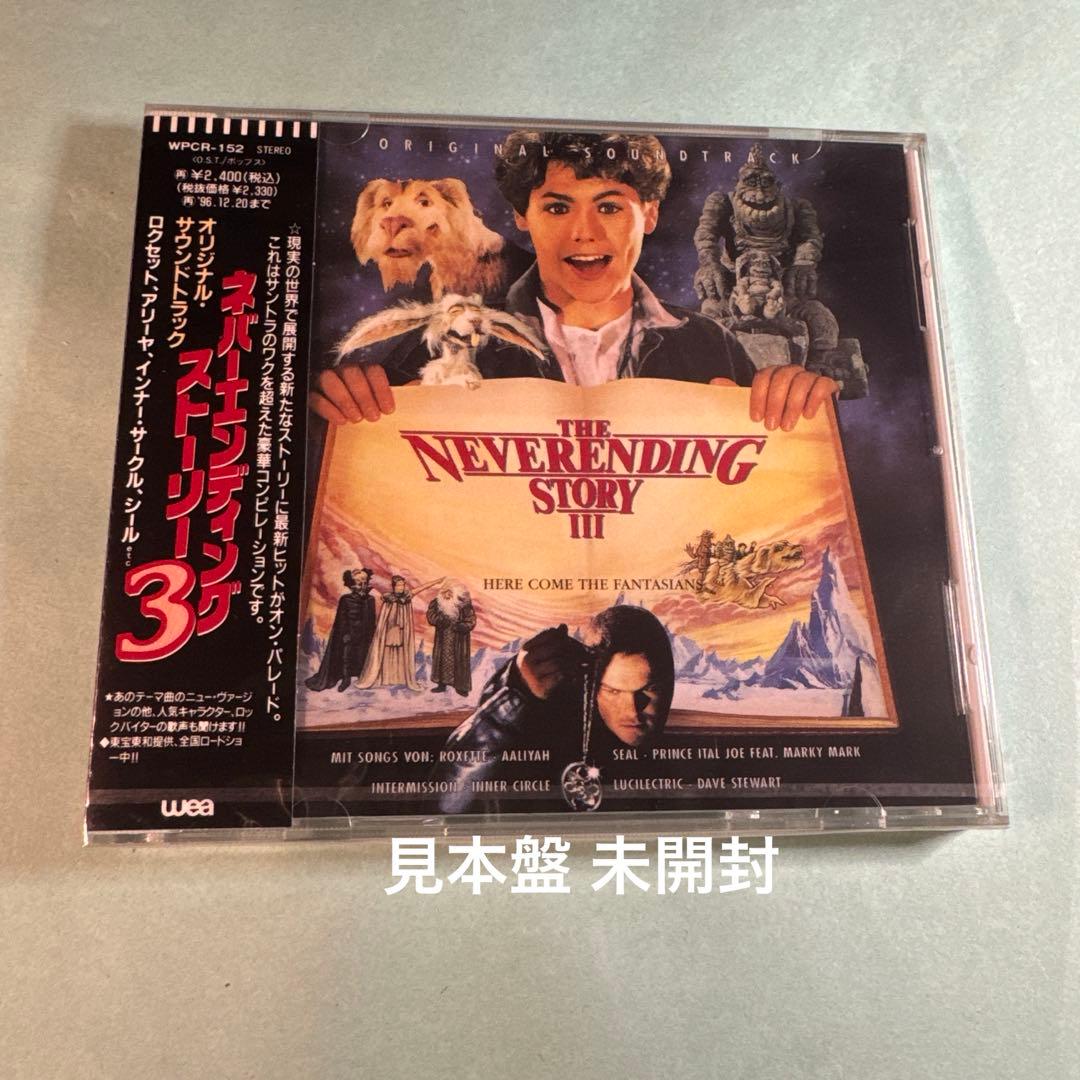 WPCR-152 STEREO
〈O.S.T./ポップス〉
再 ¥2,400(税込)
(税抜価格 ¥2,330)
再 '96.12.20まで
☆現実の世界で展開する新たなストーリーに最新ヒットがオン・パレード。
これはサントラのワクを超えた豪華コンピレーションです。
ネバーエンディング
ストーリー
3
オリジナル・
サウンドトラック
ロクセット、アリーヤ、インナー・サークル、シール etc
★あのテーマ曲のニュー・ヴァージ
ョンの他、人気キャラクター、ロッ
クバイターの歌声も聞けます!!
◆東宝東和提供、全国ロードショ
ー中!!
wea
ORIGINAL SOUNDTRACK
THE
NEVERENDING
STORY
III
HERE COME THE FANTASIANS
MIT SONGS VON: ROXETTE - AALIYAH SEAL - PRINCE ITAL JOE FEAT. MARKY MARK
INTERMISSION - INNER CIRCLE LUCILECTRIC - DAVE STEWART
見本盤 未開封